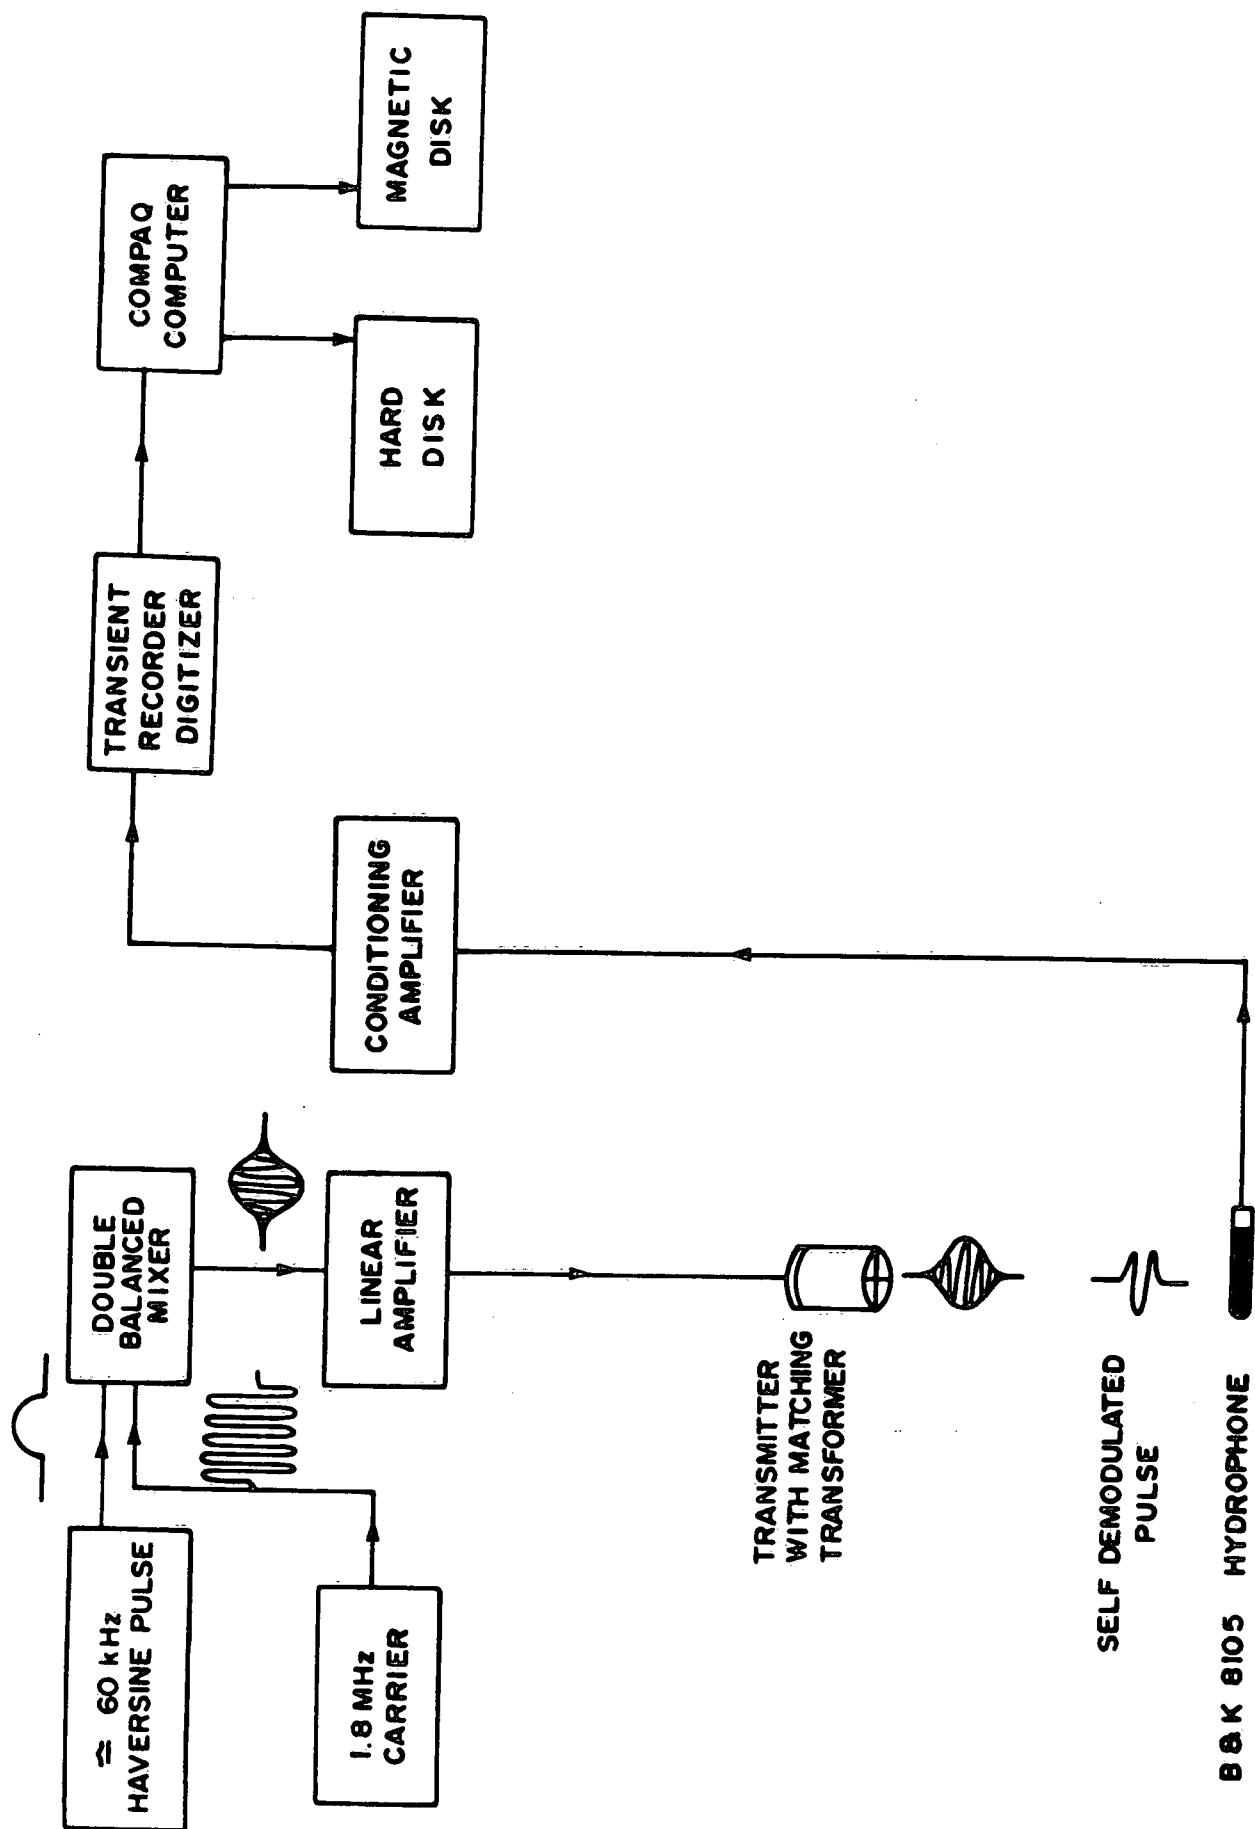 ≈ 60 kHz
HAVERSINE PULSE
1.8 MHz
CARRIER
DOUBLE
BALANCED
MIXER
LINEAR
AMPLIFIER
TRANSMITTER
WITH MATCHING
TRANSFORMER
SELF DEMODULATED
PULSE
B & K 8105 HYDROPHONE
CONDITIONING
AMPLIFIER
TRANSIENT
RECORDER
DIGITIZER
COMPAQ
COMPUTER
HARD
DISK
MAGNETIC
DISK